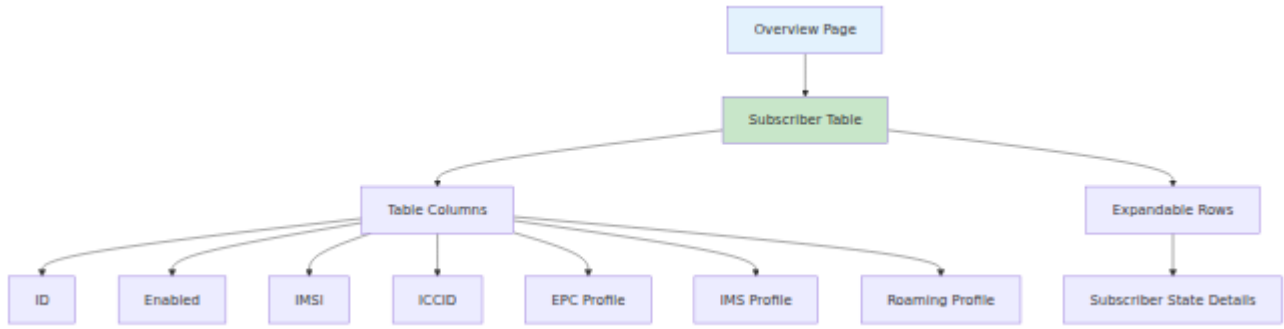 Overview Page
Subscriber Table
Table Columns
Expandable Rows
ID
Enabled
IMSI
ICCID
EPC Profile
IMS Profile
Roaming Profile
Subscriber State Details